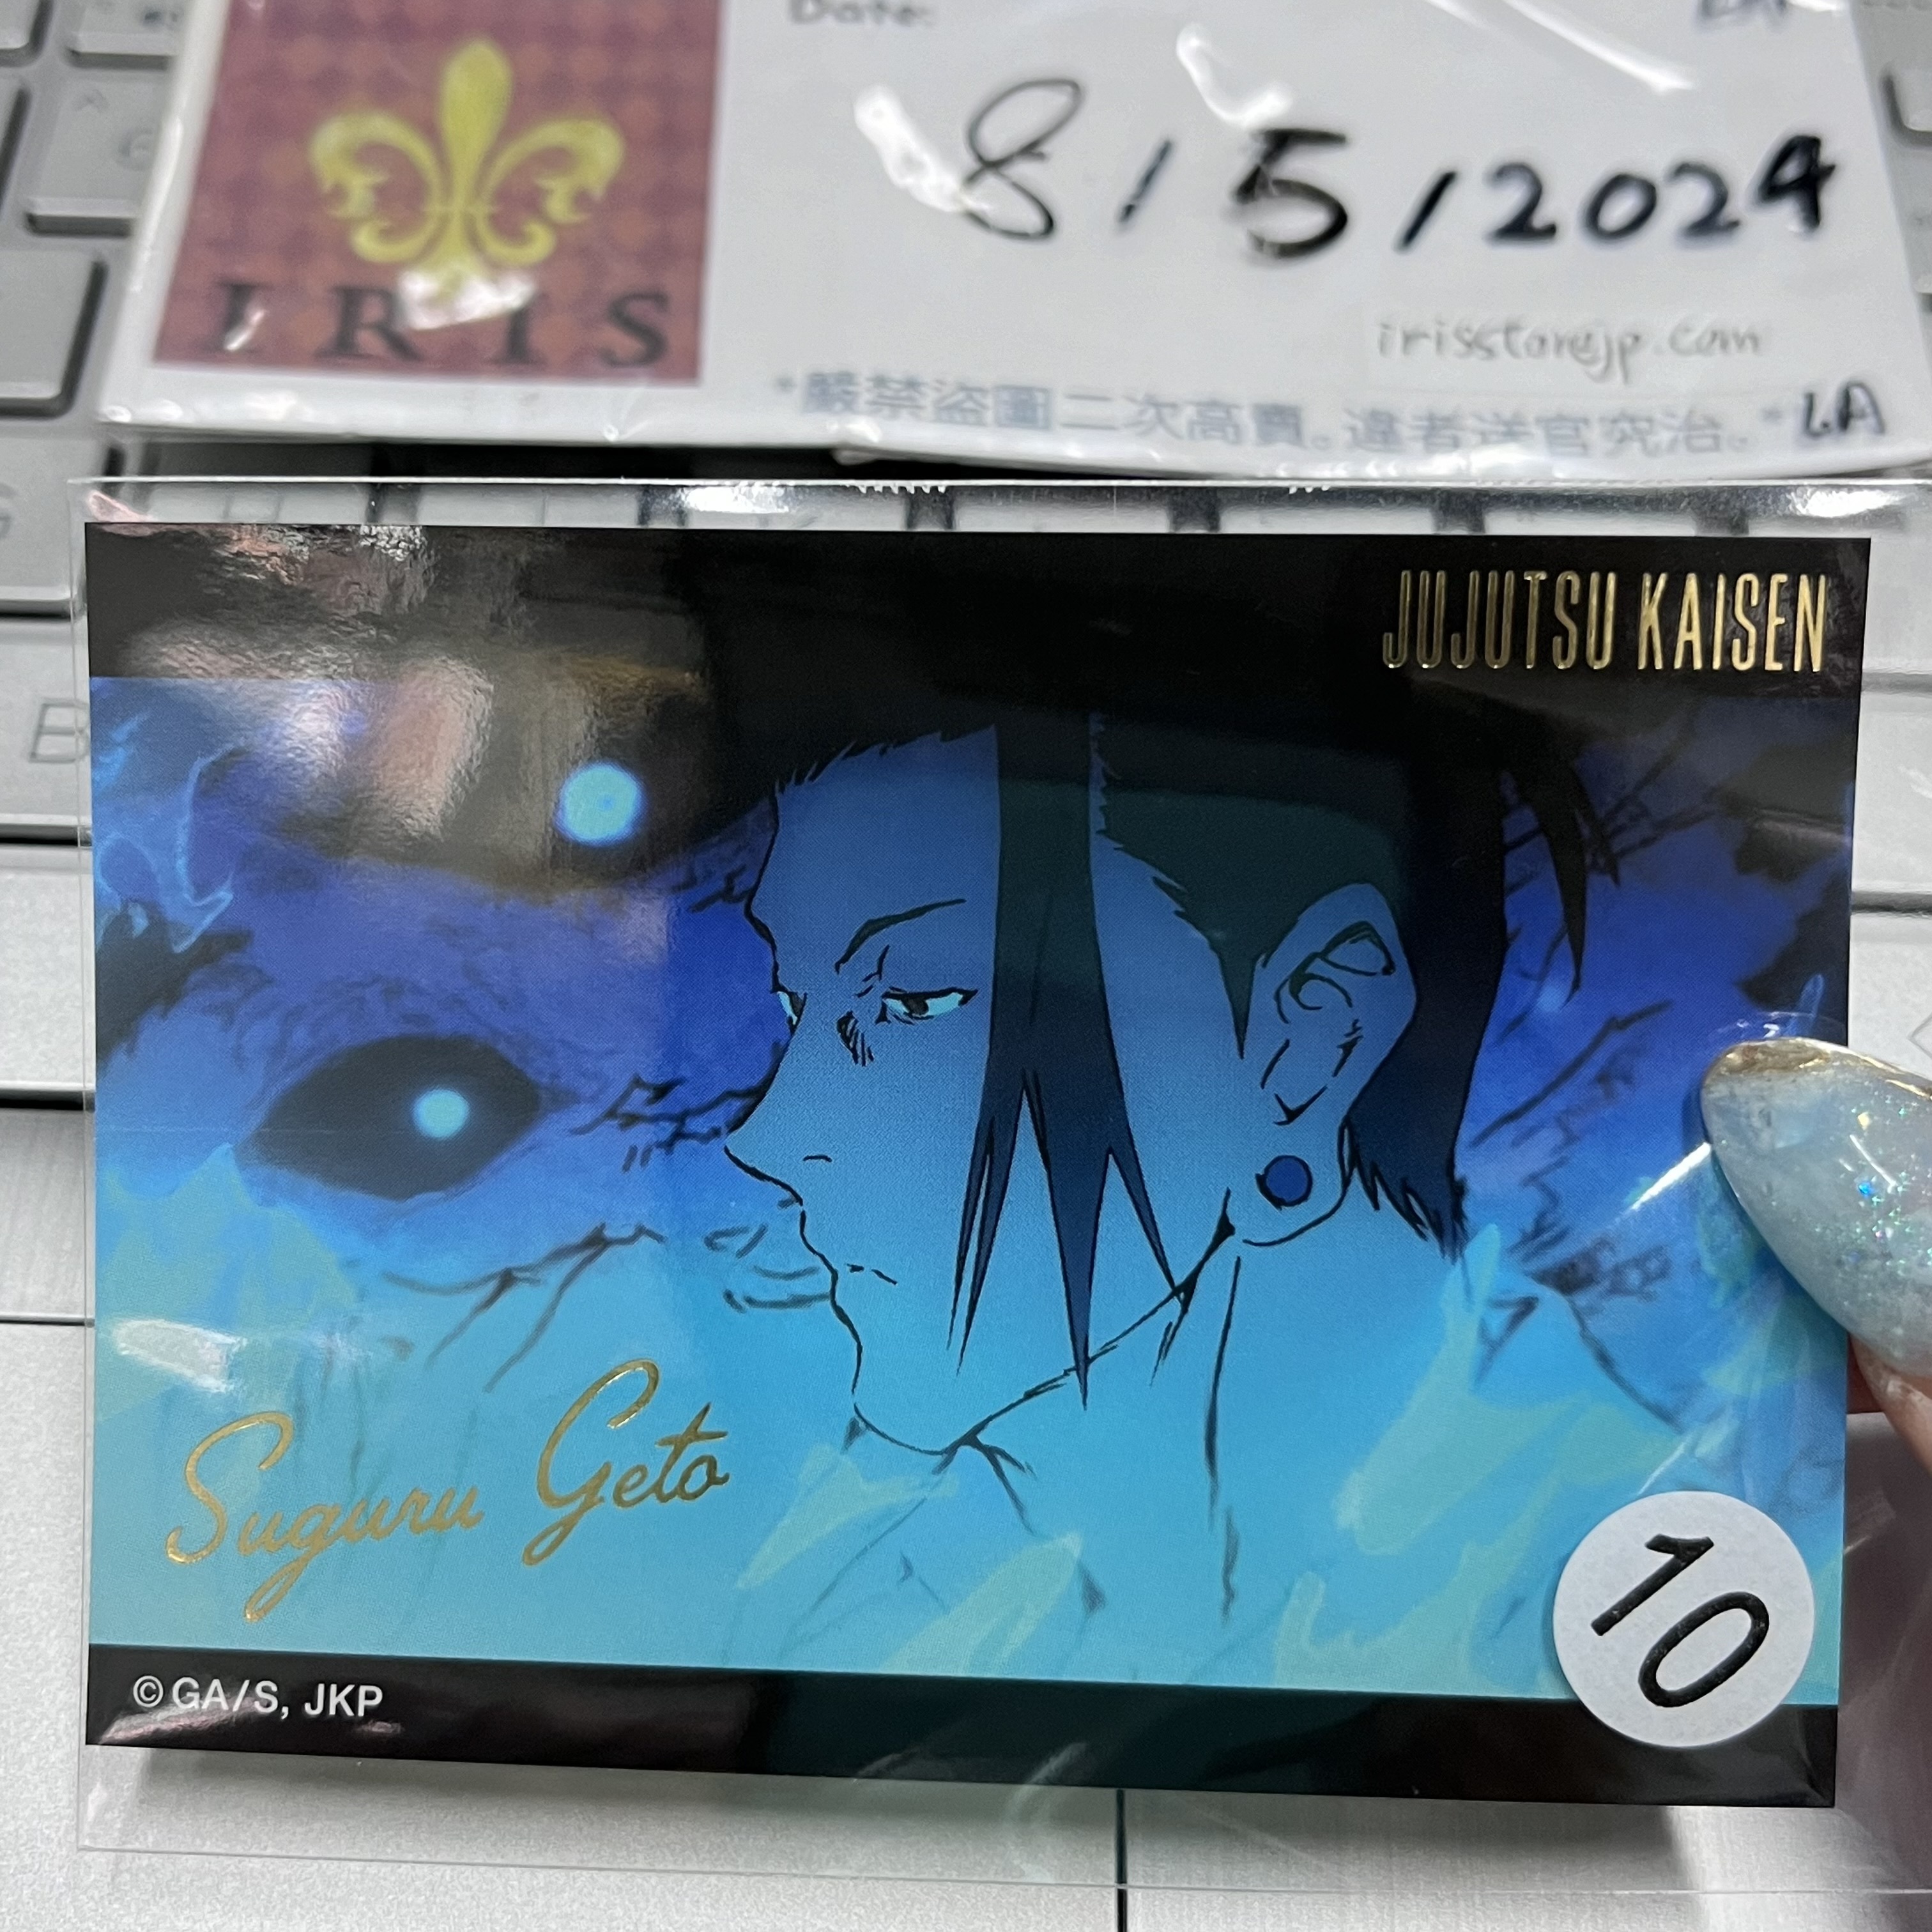 Date:
8/5/2024
IRIS
irisstorejp.com
*嚴禁盜圖二次高賣。違者送官究治。* LA
JUJUTSU KAISEN
Suguru Geto
10
©GA/S, JKP
B